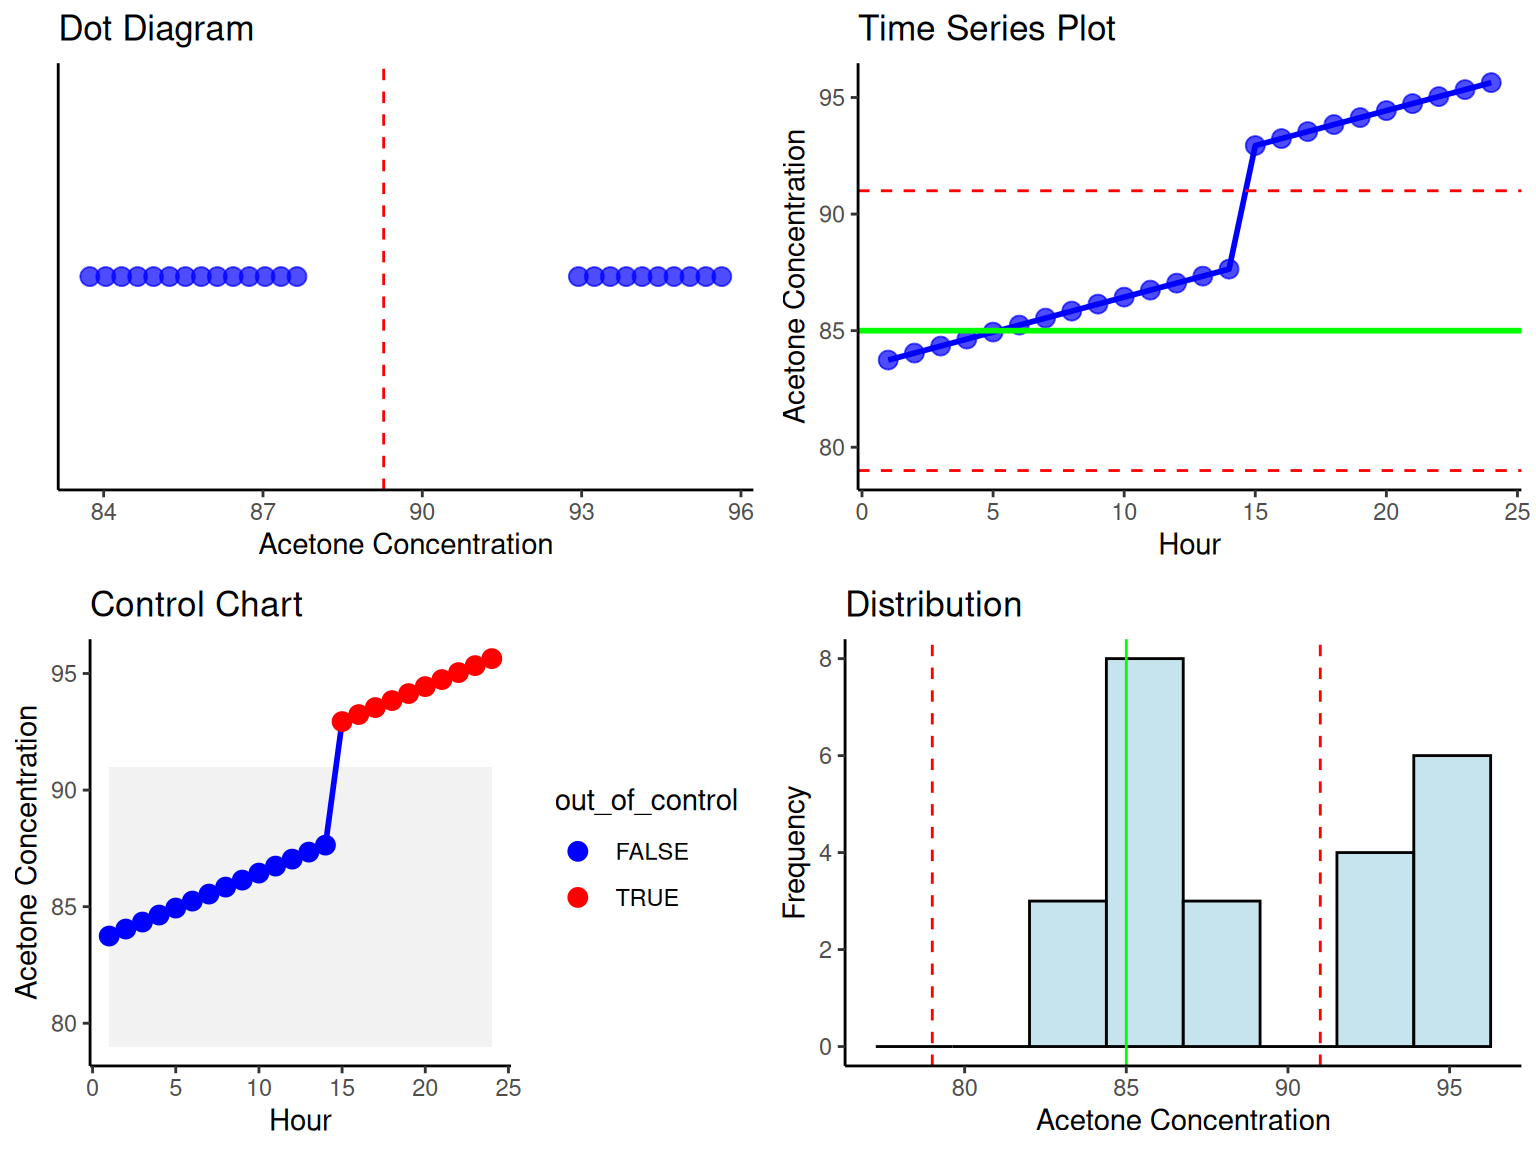 Dot Diagram
84 87 90 93 96
Acetone Concentration
Time Series Plot
Acetone Concentration
95
90
85
80
0 5 10 15 20 25
Hour
Control Chart
Acetone Concentration
95
90
85
80
0 5 10 15 20 25
Hour
out_of_control
FALSE
TRUE
Distribution
Frequency
8
6
4
2
0
80 85 90 95
Acetone Concentration